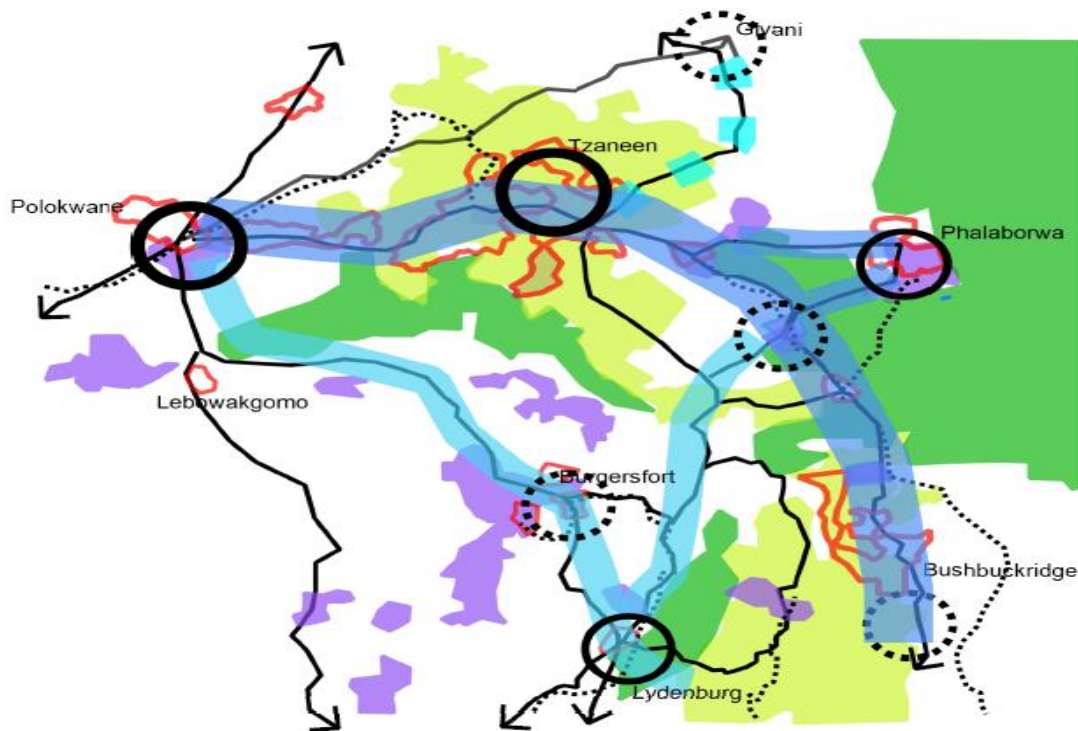 Giyani
Tzaneen
Polokwane
Phalaborwa
Lebowakgomo
Burgersfort
Bushbuckridge
Lydenburg